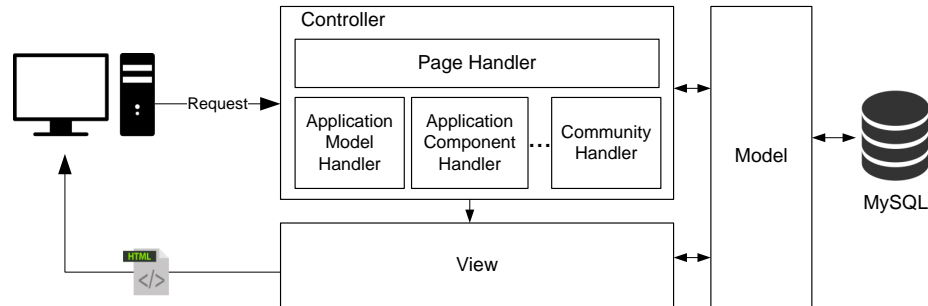 Controller
Page Handler
Request
Application
Model
Handler
Application
Component
Handler
...
Community
Handler
Model
MySQL
View
HTML
</>